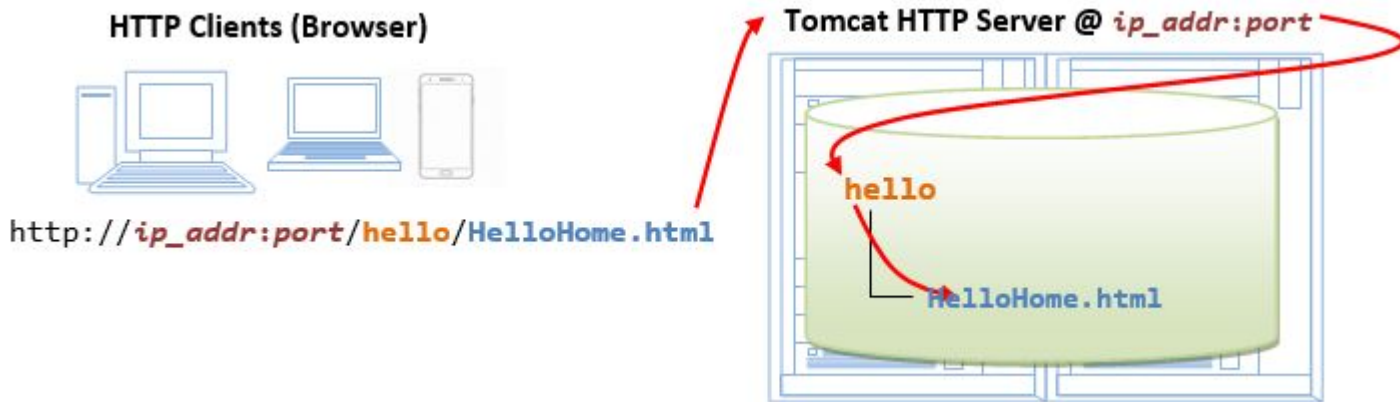 HTTP Clients (Browser)
http://ip_addr:port/hello/HelloHome.html
Tomcat HTTP Server @ ip_addr:port
hello
HelloHome.html